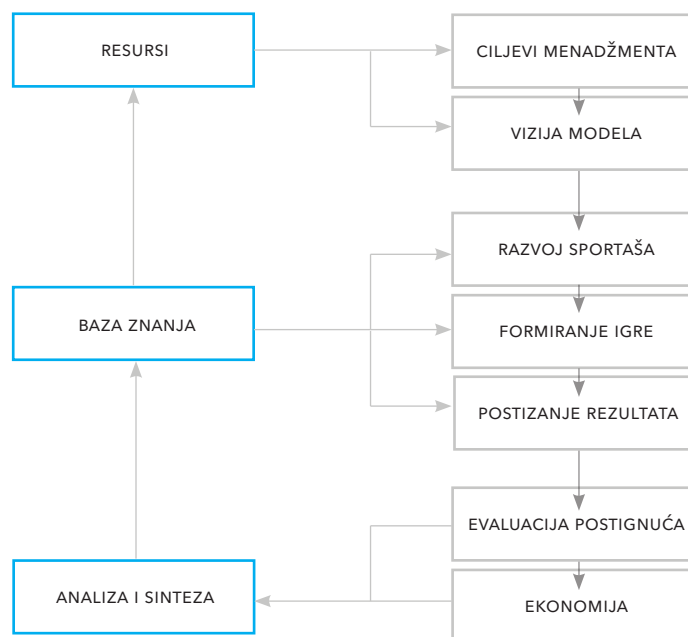 RESURSI
CILJEVI MENADŽMENTA
VIZIJA MODELA
RAZVOJ SPORTAŠA
BAZA ZNANJA
FORMIRANJE IGRE
POSTIZANJE REZULTATA
EVALUACIJA POSTIGNUĆA
ANALIZA I SINTEZA
EKONOMIJA